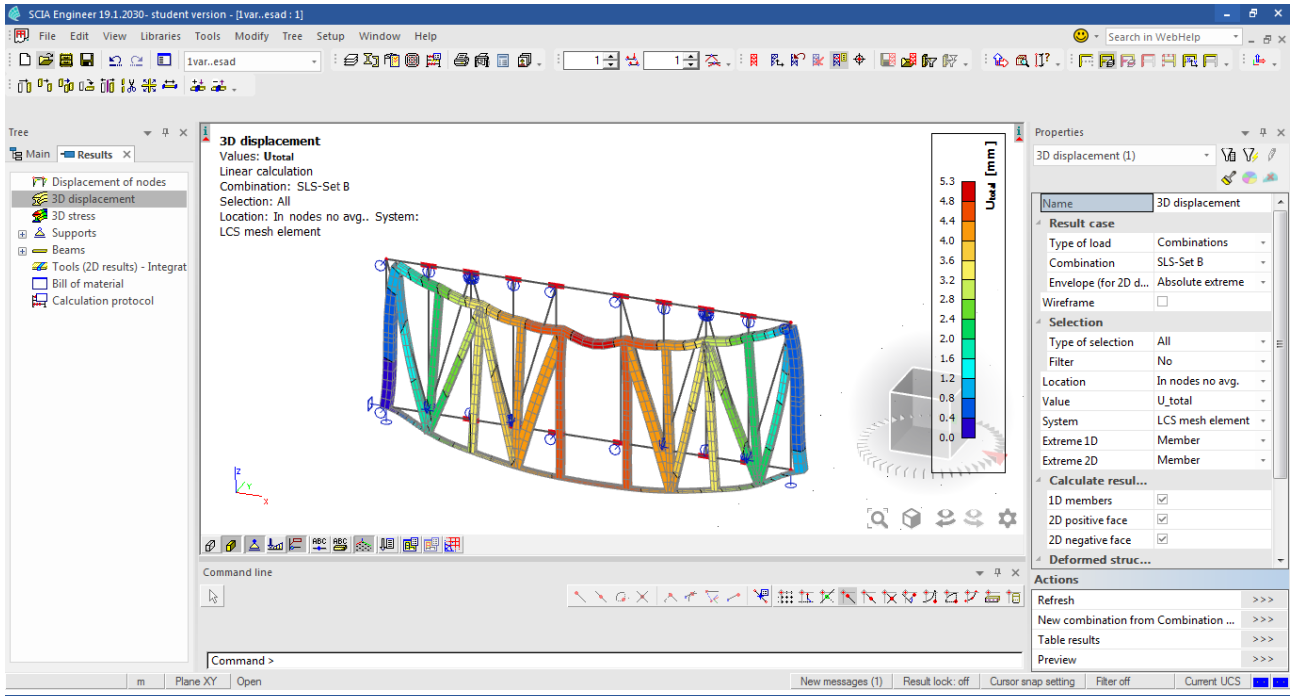 SCIA Engineer 19.1.2030- student version - [1var..esad : 1]
File Edit View Libraries Tools Modify Tree Setup Window Help
Search in WebHelp
1var..esad
1
1
Tree
Main Results
Displacement of nodes
3D displacement
3D stress
Supports
Beams
Tools (2D results) - Integrat
Bill of material
Calculation protocol
3D displacement
Values: Utotal
Linear calculation
Combination: SLS-Set B
Selection: All
Location: In nodes no avg.. System:
LCS mesh element
Utotal [mm]
5.3
4.8
4.4
4.0
3.6
3.2
2.8
2.4
2.0
1.6
1.2
0.8
0.4
0.0
z
Y
x
ABC
ABC
Command line
Command >
Properties
3D displacement (1)
Name 3D displacement
Result case
Type of load Combinations
Combination SLS-Set B
Envelope (for 2D d... Absolute extreme
Wireframe
Selection
Type of selection All
Filter No
Location In nodes no avg.
Value U_total
System LCS mesh element
Extreme 1D Member
Extreme 2D Member
Calculate resul...
1D members
2D positive face
2D negative face
Deformed struc...
Actions
Refresh >>>
New combination from Combination ... >>>
Table results >>>
Preview >>>
m Plane XY Open New messages (1) Result lock: off Cursor snap setting Filter off Current UCS